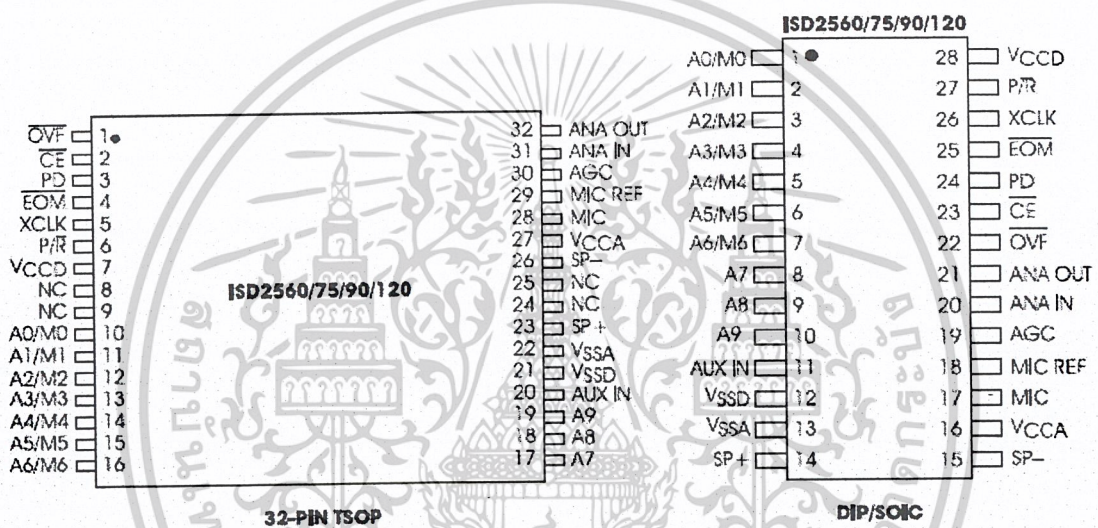 ISD2560/75/90/120
OVF 1
CE 2
PD 3
EOM 4
XCLK 5
P/R 6
VCCD 7
NC 8
NC 9
A0/M0 10
A1/M1 11
A2/M2 12
A3/M3 13
A4/M4 14
A5/M5 15
A6/M6 16
ISD2560/75/90/120
32 ANA OUT
31 ANA IN
30 AGC
29 MIC REF
28 MIC
27 VCCA
26 SP–
25 NC
24 NC
23 SP+
22 VSSA
21 VSSD
20 AUX IN
19 A9
18 A8
17 A7
32-PIN TSOP
A0/M0 1
A1/M1 2
A2/M2 3
A3/M3 4
A4/M4 5
A5/M5 6
A6/M6 7
A7 8
A8 9
A9 10
AUX IN 11
VSSD 12
VSSA 13
SP+ 14
28 VCCD
27 P/R
26 XCLK
25 EOM
24 PD
23 CE
22 OVF
21 ANA OUT
20 ANA IN
19 AGC
18 MIC REF
17 MIC
16 VCCA
15 SP–
DIP/SOIC